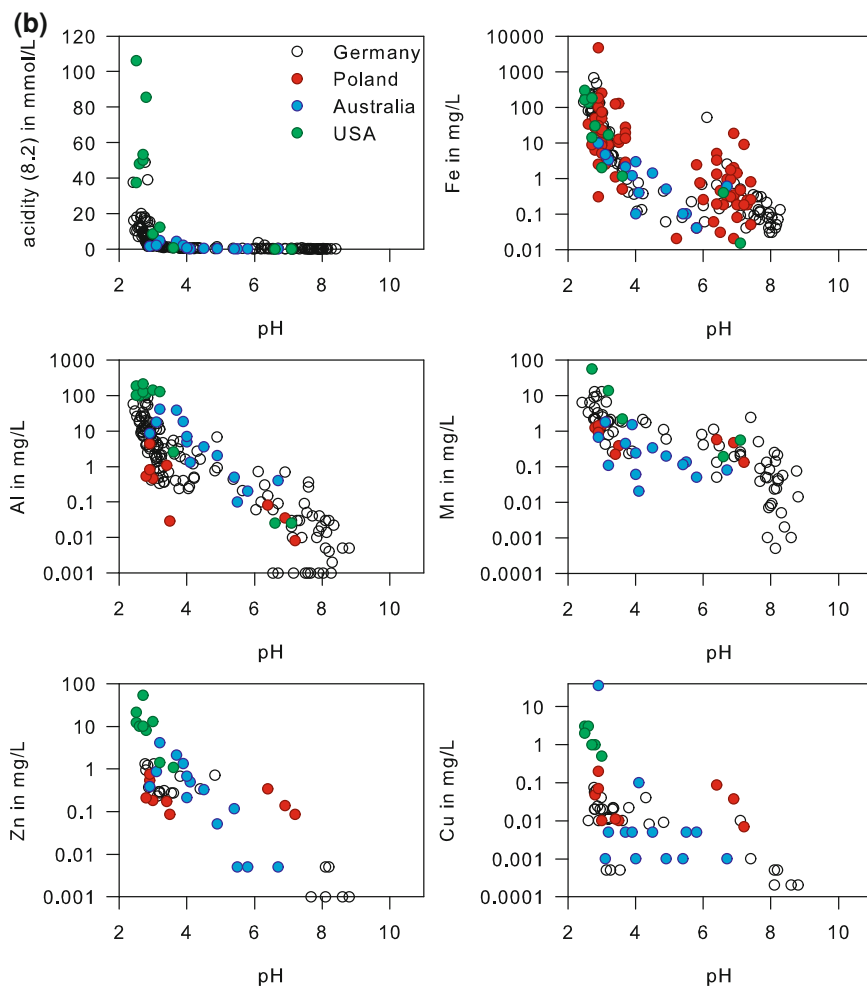 (b)
acidity (8.2) in mmol/L
120
100
80
60
40
20
0
2 4 6 8 10
pH
Germany
Poland
Australia
USA
Fe in mg/L
10000
1000
100
10
1
0.1
0.01
2 4 6 8 10
pH
Al in mg/L
1000
100
10
1
0.1
0.01
0.001
2 4 6 8 10
pH
Mn in mg/L
100
10
1
0.1
0.01
0.001
0.0001
2 4 6 8 10
pH
Zn in mg/L
100
10
1
0.1
0.01
0.001
2 4 6 8 10
pH
Cu in mg/L
10
1
0.1
0.01
0.001
0.0001
2 4 6 8 10
pH